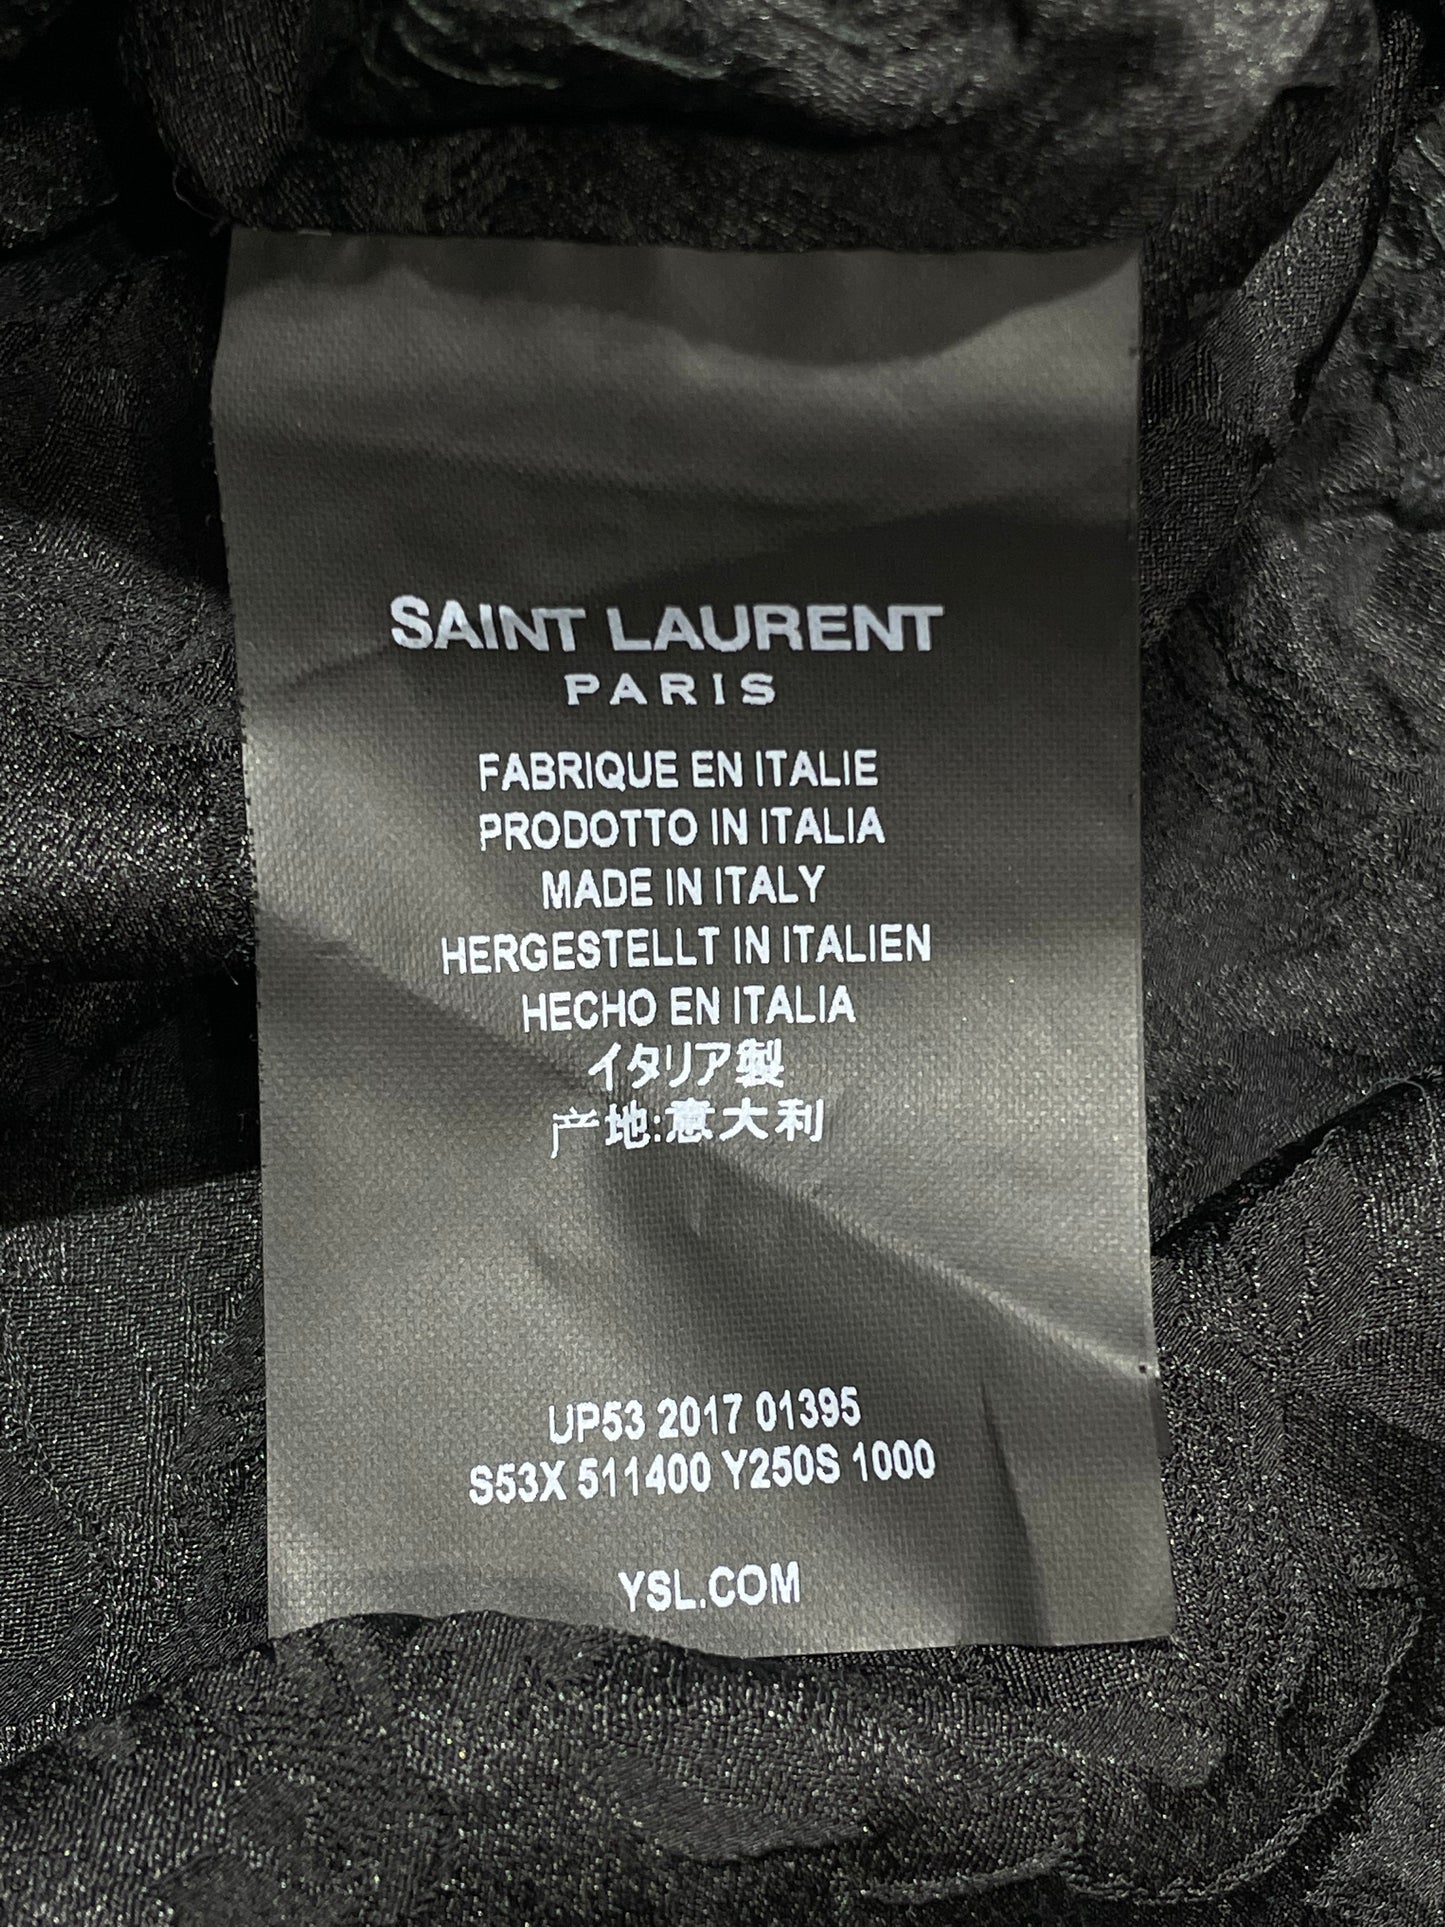 SAINT LAURENT
PARIS
FABRIQUE EN ITALIE
PRODOTTO IN ITALIA
MADE IN ITALY
HERGESTELLT IN ITALIEN
HECHO EN ITALIA
イタリア製
产地:意大利
UP53 2017 01395
S53X 511400 Y250S 1000
YSL.COM